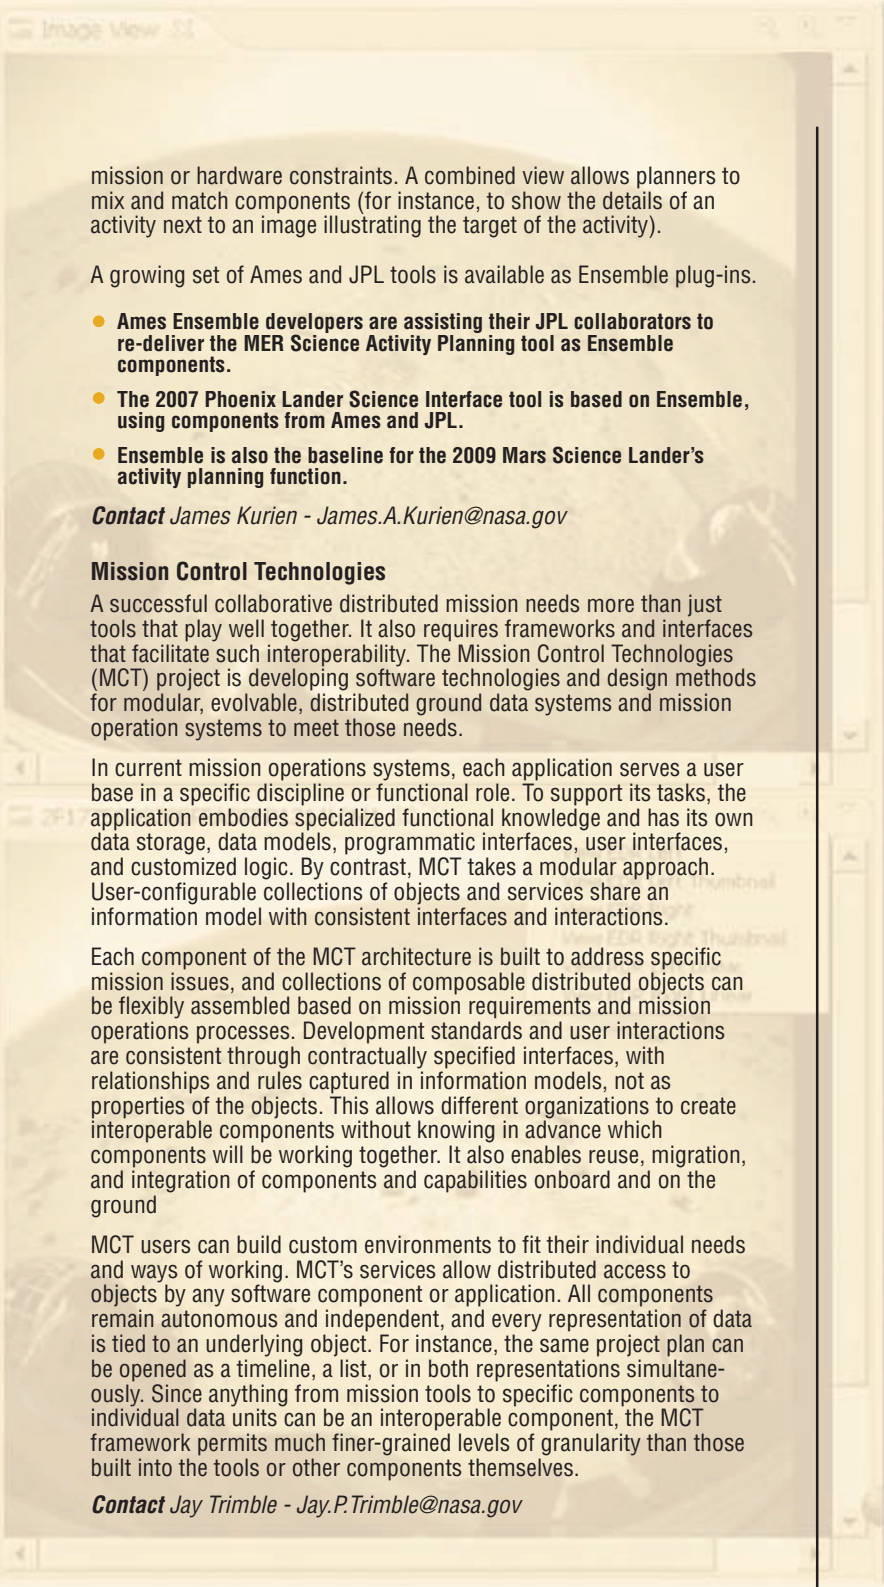 Image View
mission or hardware constraints. A combined view allows planners to
mix and match components (for instance, to show the details of an
activity next to an image illustrating the target of the activity).
A growing set of Ames and JPL tools is available as Ensemble plug-ins.
● Ames Ensemble developers are assisting their JPL collaborators to
re-deliver the MER Science Activity Planning tool as Ensemble
components.
● The 2007 Phoenix Lander Science Interface tool is based on Ensemble,
using components from Ames and JPL.
● Ensemble is also the baseline for the 2009 Mars Science Lander’s
activity planning function.
Contact James Kurien - James.A.Kurien@nasa.gov
Mission Control Technologies
A successful collaborative distributed mission needs more than just
tools that play well together. It also requires frameworks and interfaces
that facilitate such interoperability. The Mission Control Technologies
(MCT) project is developing software technologies and design methods
for modular, evolvable, distributed ground data systems and mission
operation systems to meet those needs.
In current mission operations systems, each application serves a user
base in a specific discipline or functional role. To support its tasks, the
application embodies specialized functional knowledge and has its own
data storage, data models, programmatic interfaces, user interfaces,
and customized logic. By contrast, MCT takes a modular approach.
User-configurable collections of objects and services share an
information model with consistent interfaces and interactions.
View EDR Left Thumbnail
View EDR Right
View EDR Right Thumbnail
Each component of the MCT architecture is built to address specific
mission issues, and collections of composable distributed objects can
be flexibly assembled based on mission requirements and mission
operations processes. Development standards and user interactions
are consistent through contractually specified interfaces, with
relationships and rules captured in information models, not as
properties of the objects. This allows different organizations to create
interoperable components without knowing in advance which
components will be working together. It also enables reuse, migration,
and integration of components and capabilities onboard and on the
ground
MCT users can build custom environments to fit their individual needs
and ways of working. MCT’s services allow distributed access to
objects by any software component or application. All components
remain autonomous and independent, and every representation of data
is tied to an underlying object. For instance, the same project plan can
be opened as a timeline, a list, or in both representations simultane-
ously. Since anything from mission tools to specific components to
individual data units can be an interoperable component, the MCT
framework permits much finer-grained levels of granularity than those
built into the tools or other components themselves.
Contact Jay Trimble - Jay.P.Trimble@nasa.gov